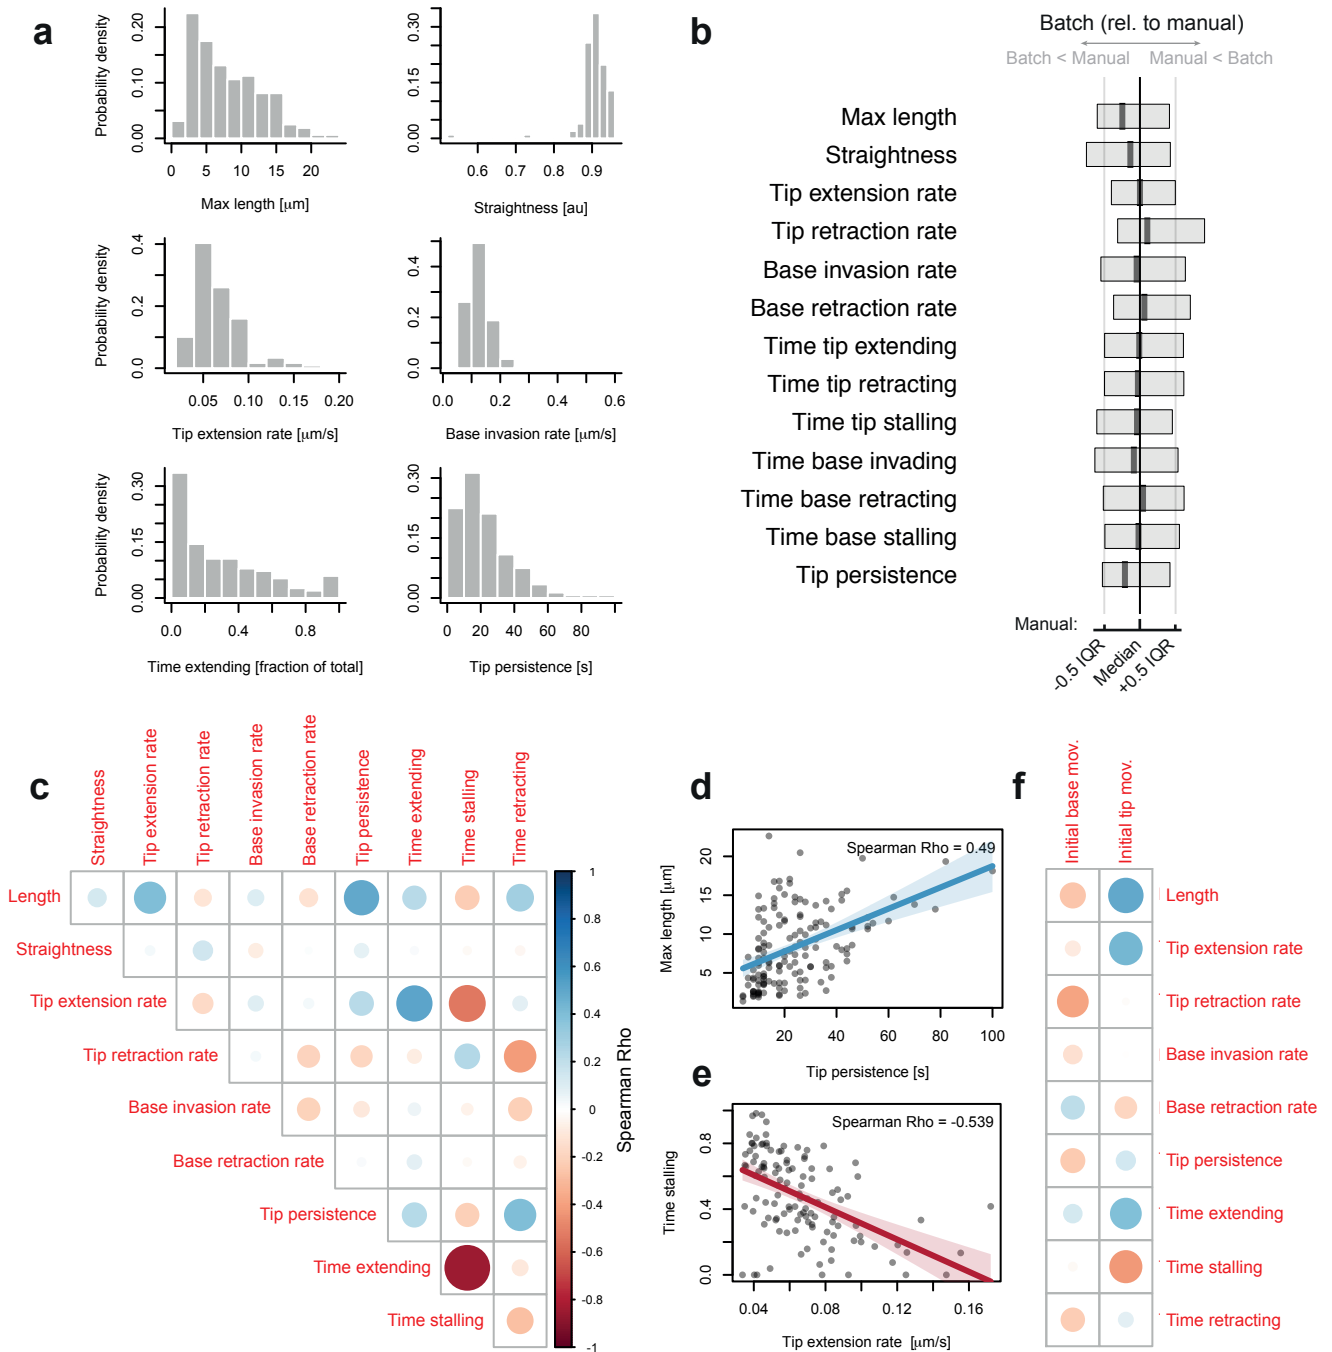 a
Probability density
0.00
0.10
0.20
0
5
10
15
20
Max length [μm]
0.00
0.15
0.30
0.6
0.7
0.8
0.9
Straightness [au]
Probability density
0.0
0.2
0.4
0.05
0.10
0.15
0.20
Tip extension rate [μm/s]
0.0
0.2
0.4
0.0
0.2
0.4
0.6
Base invasion rate [μm/s]
Probability density
0.00
0.15
0.30
0.0
0.4
0.8
Time extending [fraction of total]
0.00
0.15
0.30
0
20
40
60
80
Tip persistence [s]
b
Batch (rel. to manual)
Batch < Manual
Manual < Batch
Max length
Straightness
Tip extension rate
Tip retraction rate
Base invasion rate
Base retraction rate
Time tip extending
Time tip retracting
Time tip stalling
Time base invading
Time base retracting
Time base stalling
Tip persistence
Manual:
-0.5 IQR
Median
+0.5 IQR
c
Straightness
Tip extension rate
Tip retraction rate
Base invasion rate
Base retraction rate
Tip persistence
Time extending
Time stalling
Time retracting
Length
Straightness
Tip extension rate
Tip retraction rate
Base invasion rate
Base retraction rate
Tip persistence
Time extending
Time stalling
1
0.8
0.6
0.4
0.2
0
-0.2
-0.4
-0.6
-0.8
-1
Spearman Rho
d
Spearman Rho = 0.49
Max length [μm]
5
10
15
20
20
40
60
80
100
Tip persistence [s]
e
Spearman Rho = -0.539
Time stalling
0.0
0.4
0.8
0.04
0.08
0.12
0.16
Tip extension rate [μm/s]
f
Initial base mov.
Initial tip mov.
Length
Tip extension rate
Tip retraction rate
Base invasion rate
Base retraction rate
Tip persistence
Time extending
Time stalling
Time retracting